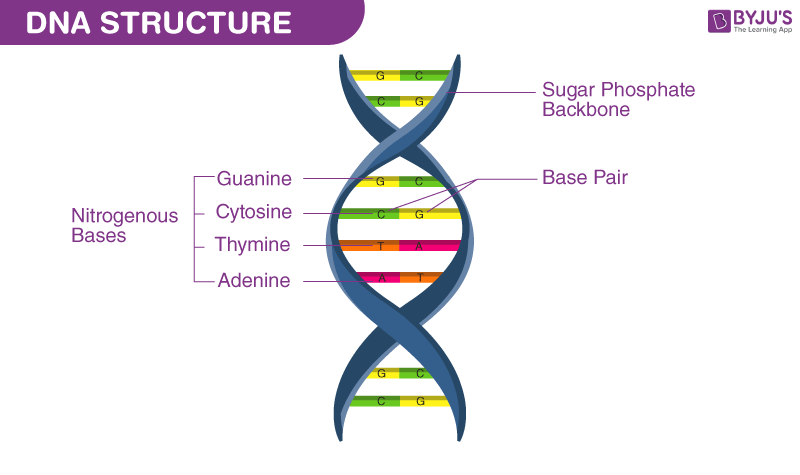 DNA STRUCTURE
BYJU'S
The Learning App
G C
C G
Sugar Phosphate
Backbone
Guanine
G C
Base Pair
Nitrogenous
Bases
Cytosine
C G
Thymine
T A
Adenine
A T
G C
C G